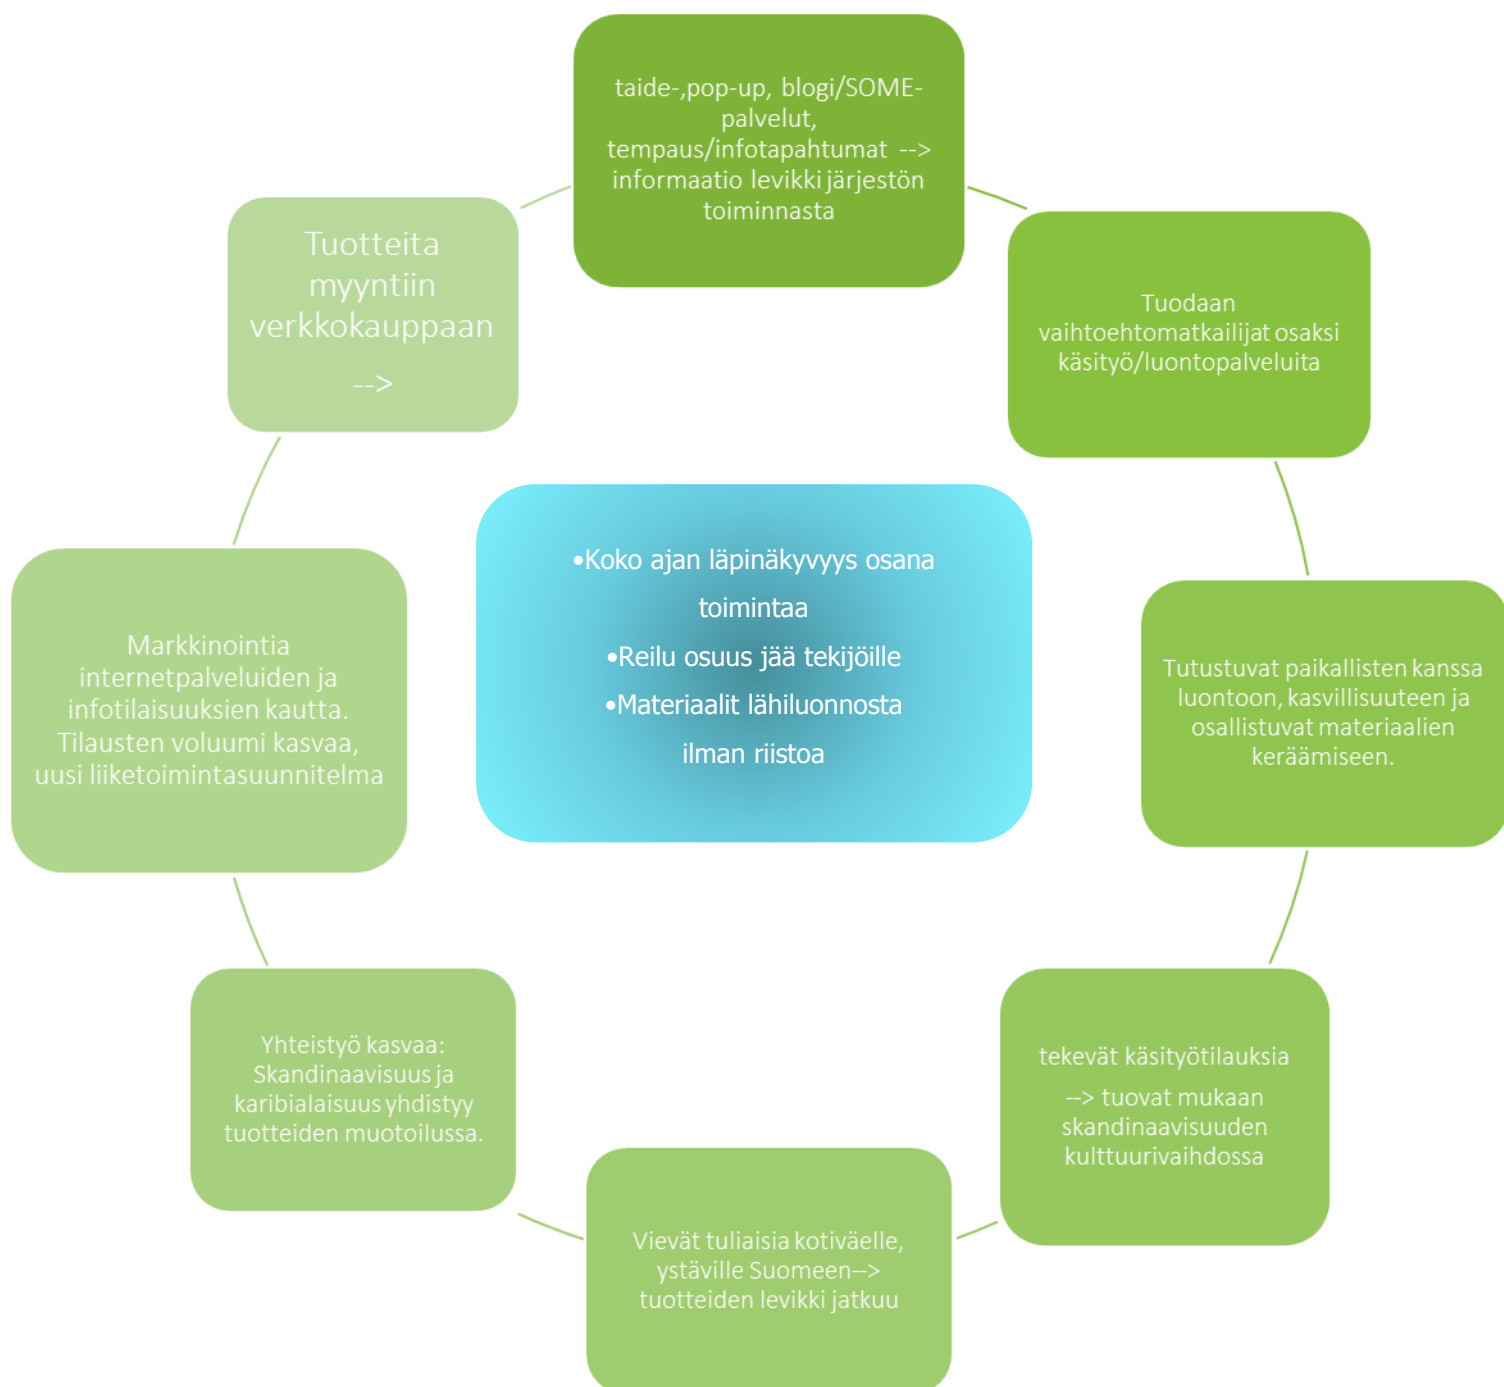 taide-,pop-up, blogi/SOME-
palvelut,
tempaus/infotapahtumat -->
informaatio levikki järjestön
toiminnasta
Tuodaan
vaihtoehtomatkailijat osaksi
käsityö/luontopalveluita
Tutustuvat paikallisten kanssa
luontoon, kasvillisuuteen ja
osallistuvat materiaalien
keräämiseen.
tekevät käsityötilauksia
--> tuovat mukaan
skandinaavisuuden
kulttuurivaihdossa
Vievät tuliaisia kotiväelle,
ystäville Suomeen-->
tuotteiden levikki jatkuu
Yhteistyö kasvaa:
Skandinaavisuus ja
karibialaisuus yhdistyy
tuotteiden muotoilussa.
Markkinointia
internetpalveluiden ja
infotilaisuuksien kautta.
Tilausten voluumi kasvaa,
uusi liiketoimintasuunnitelma
Tuotteita
myyntiin
verkkokauppaan
-->
•Koko ajan läpinäkyvyys osana
toimintaa
•Reilu osuus jää tekijöille
•Materiaalit lähiluonnosta
ilman riistoa